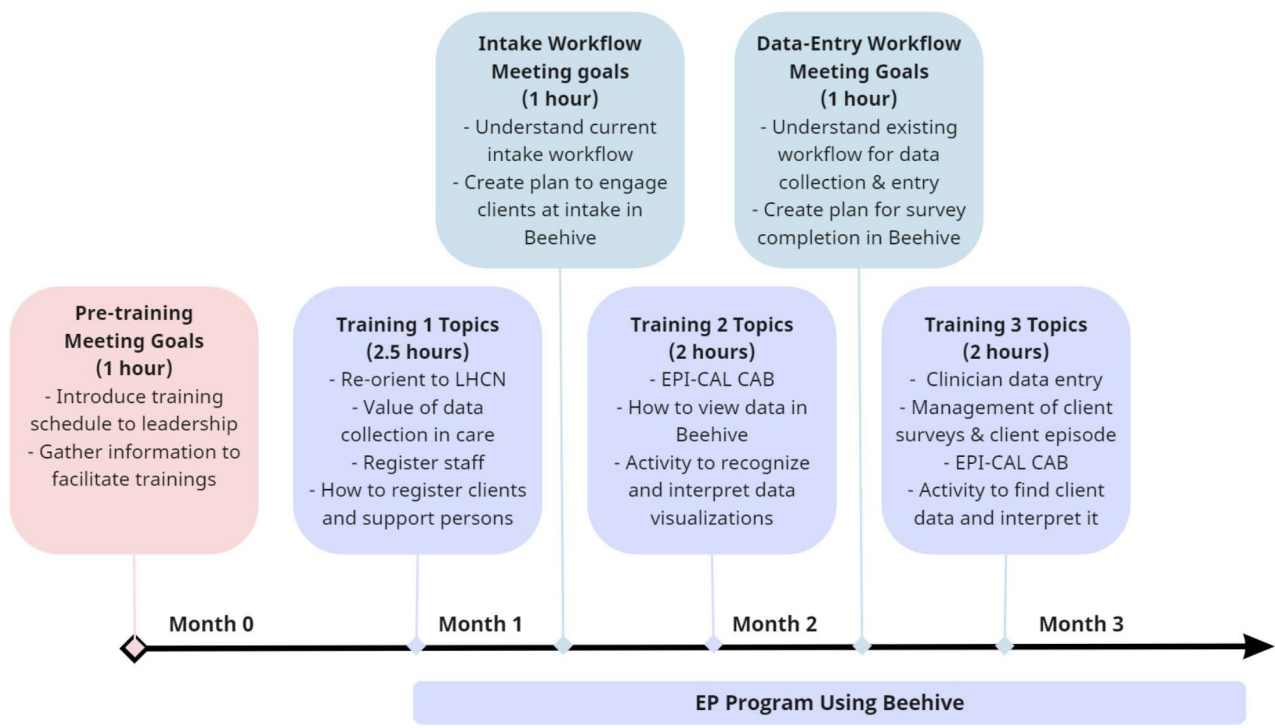 Intake Workflow
Meeting goals
(1 hour)
- Understand current
intake workflow
- Create plan to engage
clients at intake in
Beehive
Data-Entry Workflow
Meeting Goals
(1 hour)
- Understand existing
workflow for data
collection & entry
- Create plan for survey
completion in Beehive
Pre-training
Meeting Goals
(1 hour)
- Introduce training
schedule to leadership
- Gather information to
facilitate trainings
Training 1 Topics
(2.5 hours)
- Re-orient to LHCN
- Value of data
collection in care
- Register staff
- How to register clients
and support persons
Training 2 Topics
(2 hours)
- EPI-CAL CAB
- How to view data in
Beehive
- Activity to recognize
and interpret data
visualizations
Training 3 Topics
(2 hours)
- Clinician data entry
- Management of client
surveys & client episode
- EPI-CAL CAB
- Activity to find client
data and interpret it
Month 0
Month 1
Month 2
Month 3
EP Program Using Beehive